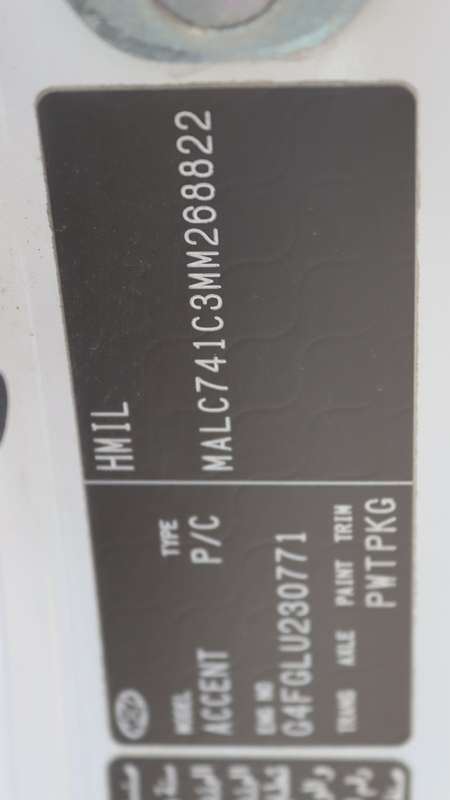 HMIL
MALC741C3MM268822
MODEL TYPE
ACCENT P/C
ENG NO
G4FGLU230771
TRANS AXLE PAINT TRIM
PWTPKG